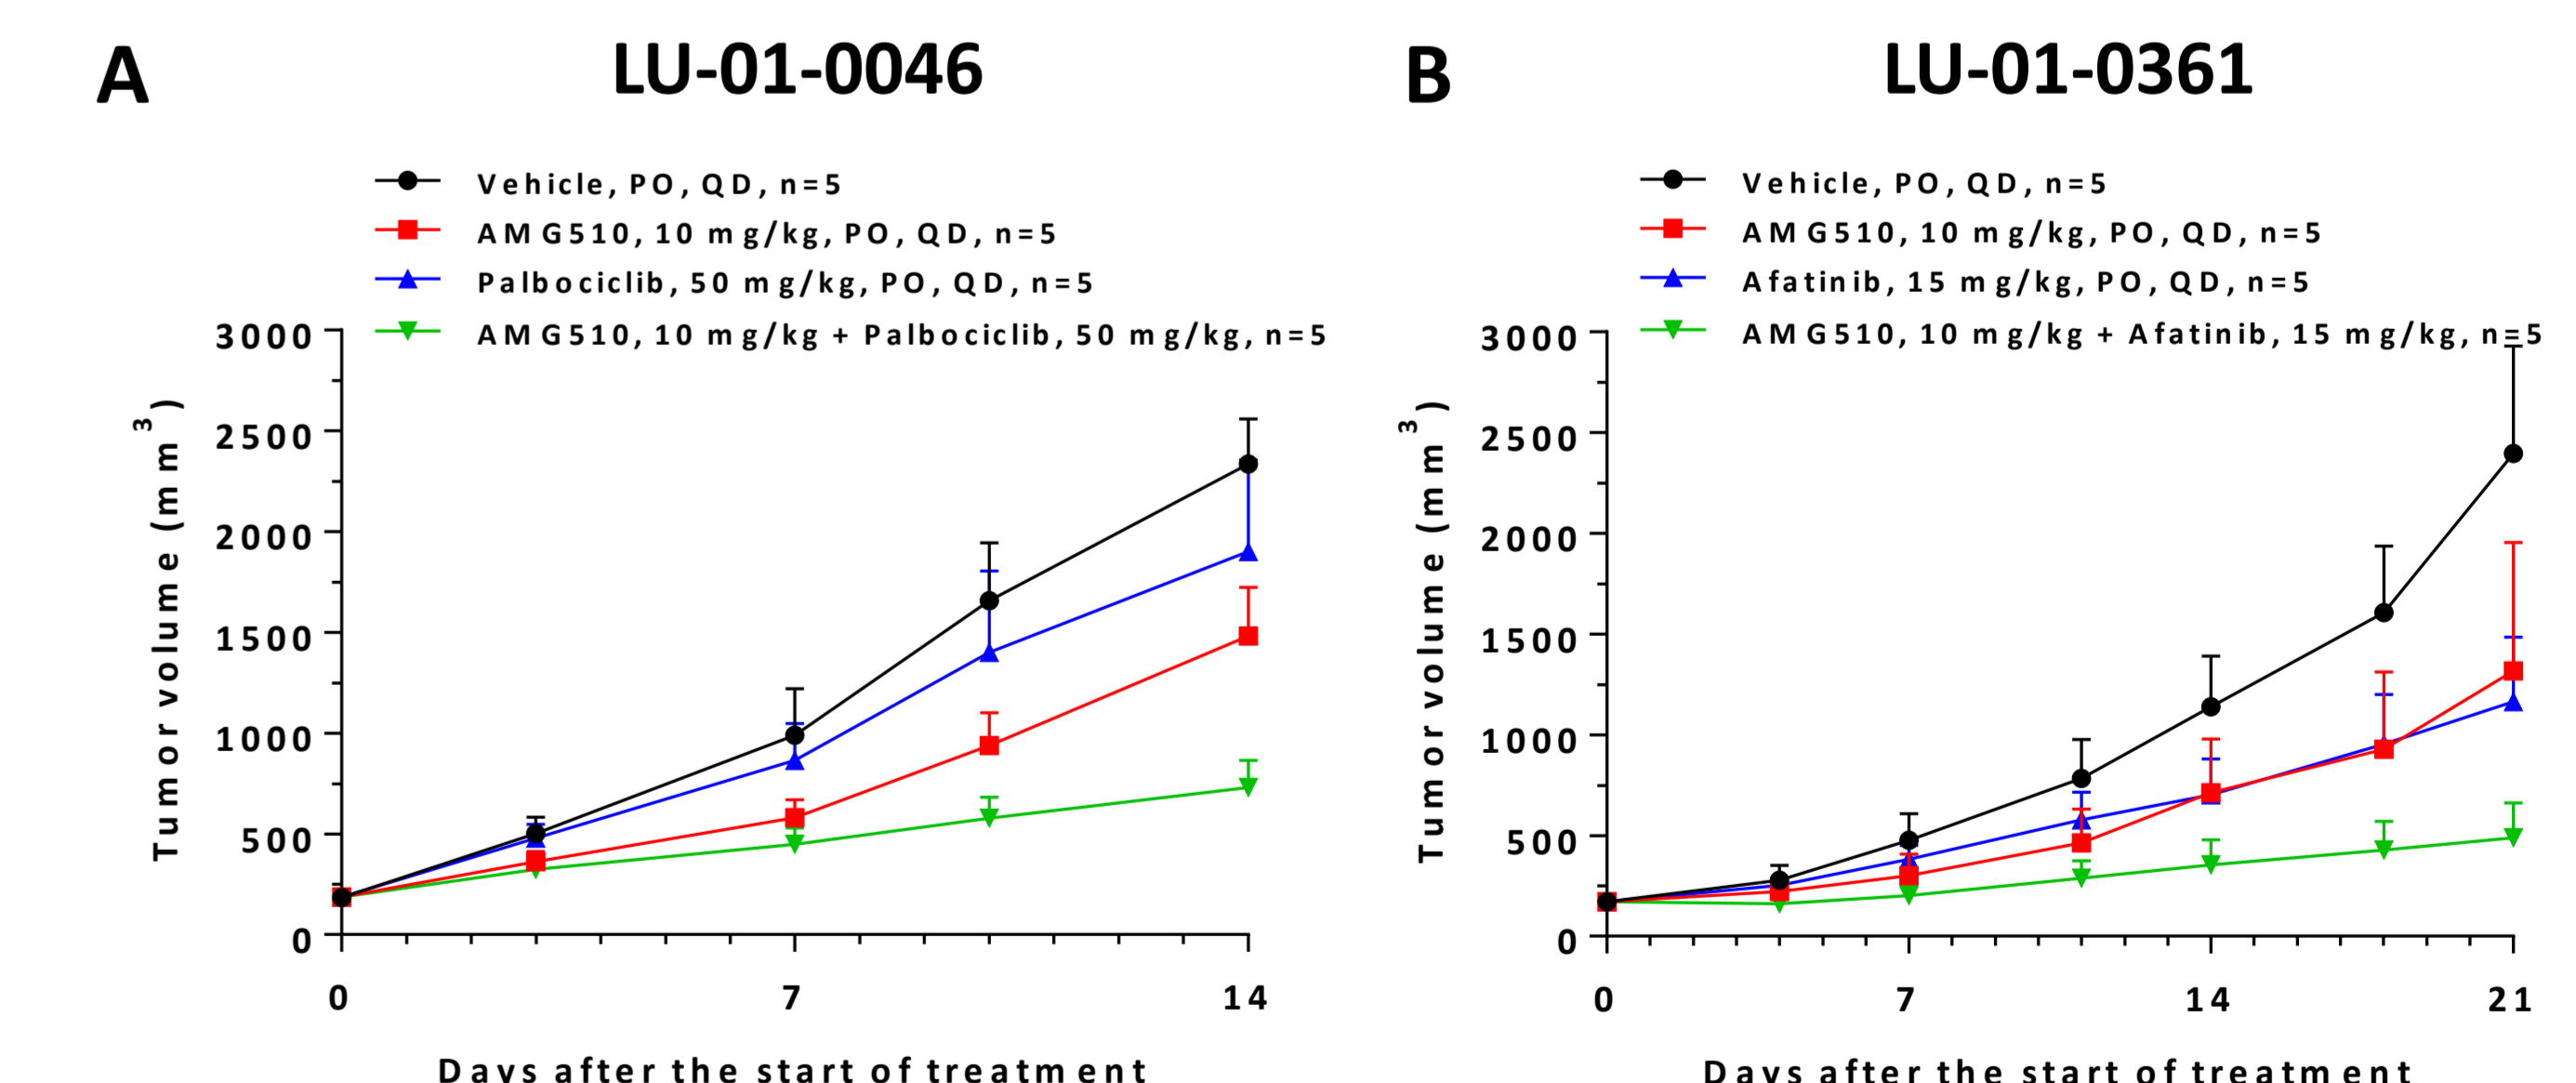 A
LU-01-0046
Vehicle, PO, QD, n=5
AMG510, 10 mg/kg, PO, QD, n=5
Palbociclib, 50 mg/kg, PO, QD, n=5
AMG510, 10 mg/kg + Palbociclib, 50 mg/kg, n=5
Tumor volume (mm³)
3000
2500
2000
1500
1000
500
0
0 7 14
Days after the start of treatment
B
LU-01-0361
Vehicle, PO, QD, n=5
AMG510, 10 mg/kg, PO, QD, n=5
Afatinib, 15 mg/kg, PO, QD, n=5
AMG510, 10 mg/kg + Afatinib, 15 mg/kg, n=5
Tumor volume (mm³)
3000
2500
2000
1500
1000
500
0
0 7 14 21
Days after the start of treatment